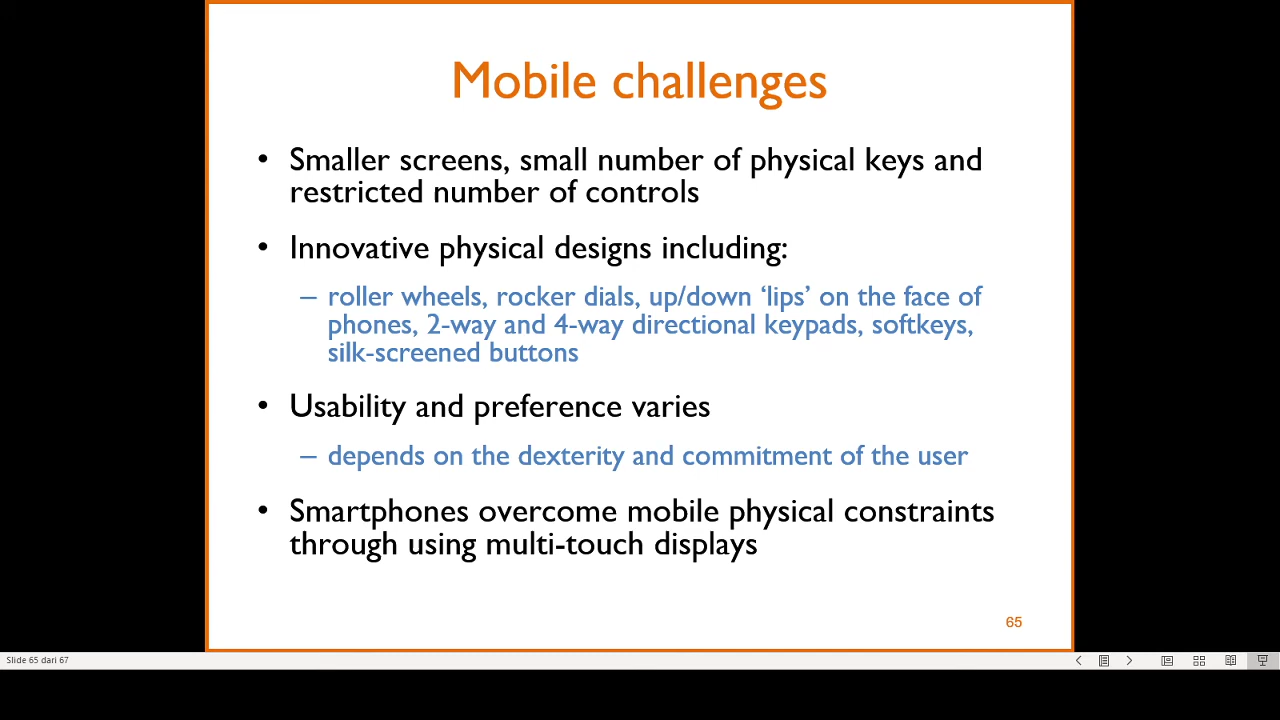 Mobile challenges
• Smaller screens, small number of physical keys and
restricted number of controls
• Innovative physical designs including:
– roller wheels, rocker dials, up/down ‘lips’ on the face of
phones, 2-way and 4-way directional keypads, softkeys,
silk-screened buttons
• Usability and preference varies
– depends on the dexterity and commitment of the user
• Smartphones overcome mobile physical constraints
through using multi-touch displays
65
Slide 65 dari 67